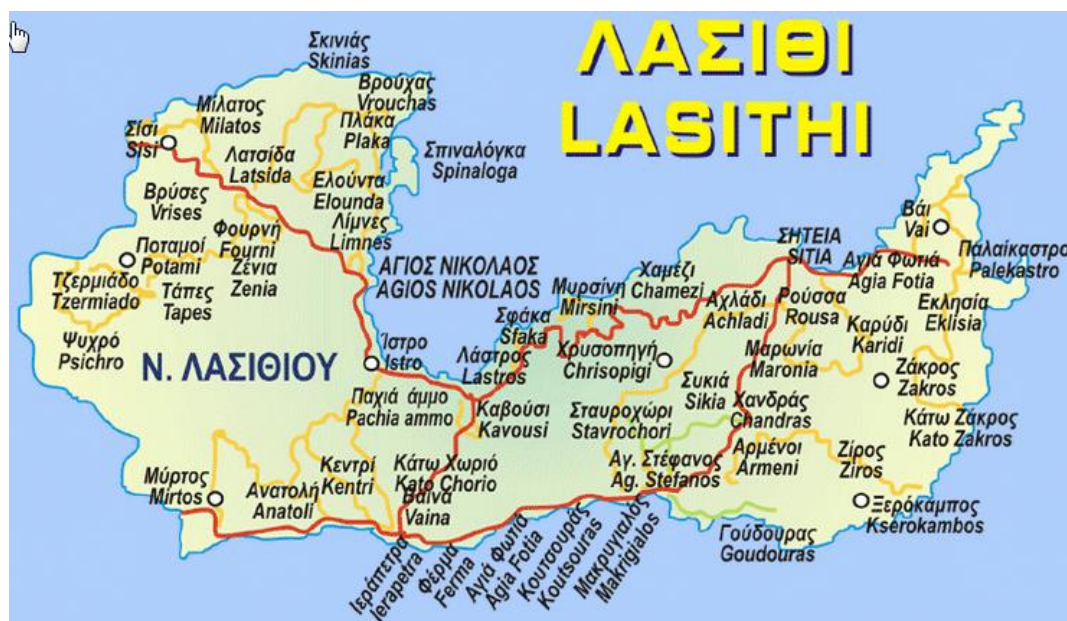 ΛΑΣΙΘΙ
LASITHI
Σκινιάς
Skinias
Βρούχας
Vrouchas
Μίλατος
Milatos
Πλάκα
Plaka
Σίσι
Sisi
Λατσίδα
Latsida
Σπιναλόγκα
Spinaloga
Ελούντα
Elounda
Βρύσες
Vrises
Λίμνες
Limnes
Φουρνή
Fourni
Βάι
Vai
Ποταμοί
Potami
Ζένια
Zenia
ΑΓΙΟΣ ΝΙΚΟΛΑΟΣ
AGIOS NIKOLAOS
ΣΗΤΕΙΑ
SITIA
Αγιά Φωτιά
Agia Fotia
Παλαίκαστρο
Palekastro
Τζερμιάδο
Tzermiado
Τάπες
Tapes
Χαμέζι
Chamezi
Μυρσίνη
Mirsini
Αχλάδι
Achladi
Ρούσσα
Rousa
Εκλησία
Eklisia
Σφάκα
Sfaka
Ψυχρό
Psichro
Ίστρο
Istro
Καρύδι
Karidi
Χρυσοπηγή
Chrisopigi
Μαρωνία
Maronia
Ν. ΛΑΣΙΘΙΟΥ
Λάστρος
Lastros
Ζάκρος
Zakros
Συκιά
Sikia
Χανδράς
Chandras
Παχιά άμμο
Pachia ammo
Καβούσι
Kavousi
Σταυροχώρι
Stavrochori
Κάτω Ζάκρος
Kato Zakros
Αρμένοι
Armeni
Ζίρος
Ziros
Αγ. Στέφανος
Ag. Stefanos
Κεντρί
Kentri
Κάτω Χωριό
Kato Chorio
Βαϊνά
Vaina
Μύρτος
Mirtos
Ανατολή
Anatoli
Ξερόκαμπος
Kserokambos
Γούδουρας
Goudouras
Ιεράπετρα
Ierapetra
Φέρμα
Ferma
Αγιά Φωτιά
Agia Fotia
Κουτσουράς
Koutsouras
Μακρυγιαλός
Makrigialos